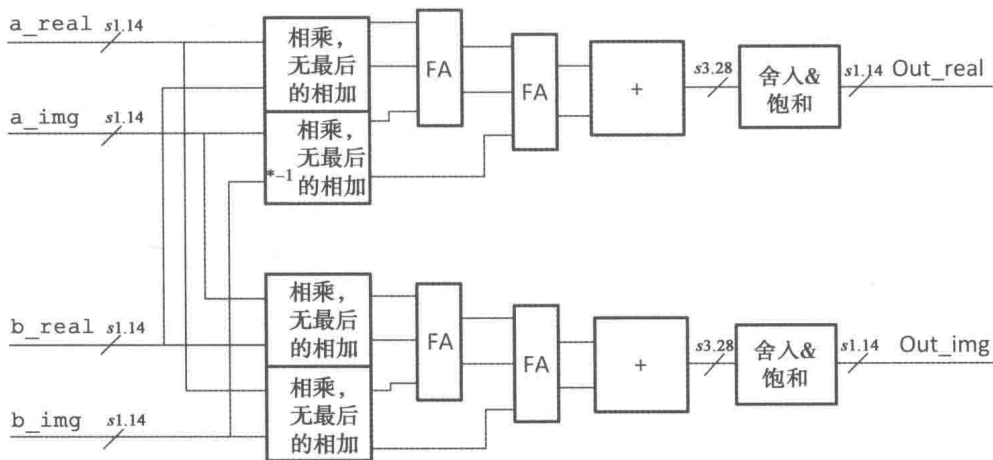 a_real
s1.14
a_img
s1.14
相乘，
无最后
的相加
相乘，
无最后
*-1 的相加
FA
FA
+
s3.28
舍入&
饱和
s1.14
Out_real
b_real
s1.14
b_img
s1.14
相乘，
无最后
的相加
相乘，
无最后
的相加
FA
FA
+
s3.28
舍入&
饱和
s1.14
Out_img